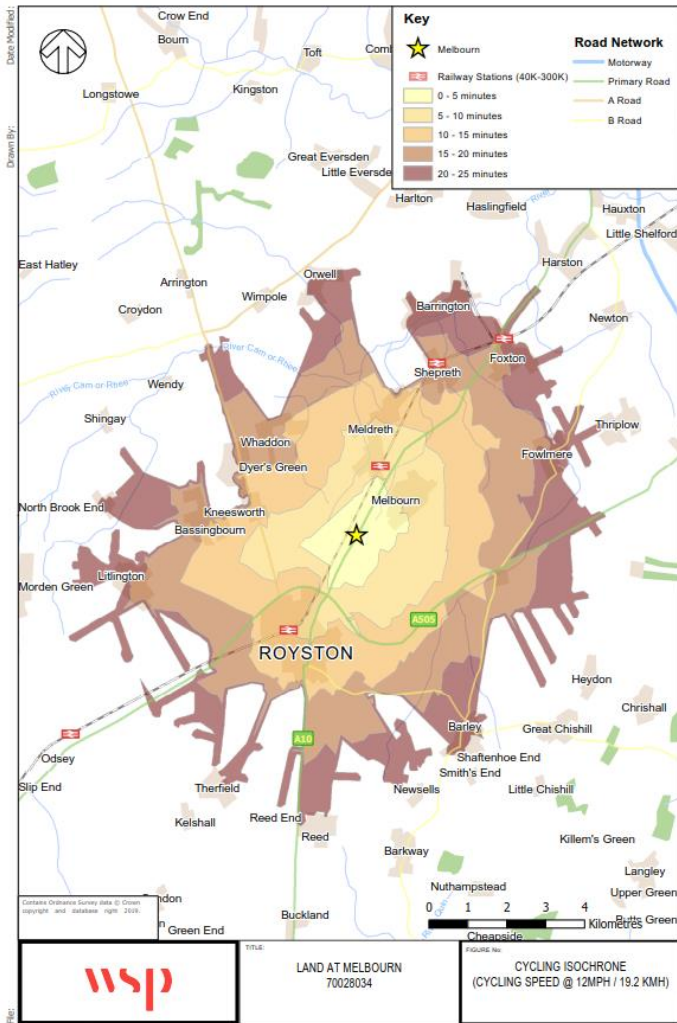 Date Modified:
Drawn By:
File:
Key
Melbourn
Railway Stations (40K-300K)
0 - 5 minutes
5 - 10 minutes
10 - 15 minutes
15 - 20 minutes
20 - 25 minutes
Road Network
Motorway
Primary Road
A Road
B Road
Crow End
Bourn
Toft
Longstowe
Kingston
Great Eversden
Little Eversde
Harlton
Haslingfield
Hauxton
Little Shelford
East Hatley
Arrington
Orwell
Harston
Croydon
Wimpole
Barrington
Newton
River Cam or Rhee
Foxton
Shepreth
River Cam or Rhee
Wendy
Shingay
Meldreth
Thriplow
Whaddon
Fowlmere
Dyer's Green
Melbourn
North Brook End
Kneesworth
Bassingbourn
Litlington
Morden Green
A505
ROYSTON
Heydon
Chrishall
Barley
Great Chishill
A10
Odsey
Shaftenhoe End
Smith's End
Slip End
Therfield
Newsells
Little Chishill
Kelshall
Reed End
Reed
Killem's Green
Barkway
Langley
Nuthampstead
Upper Green
Butts Green
Buckland
Green End
Cheapside
0 1 2 3 4
Kilometres
Contains Ordnance Survey data © Crown
copyright and database right 2019.
wsp
TITLE:
LAND AT MELBOURN
70028034
FIGURE No:
CYCLING ISOCHRONE
(CYCLING SPEED @ 12MPH / 19.2 KMH)